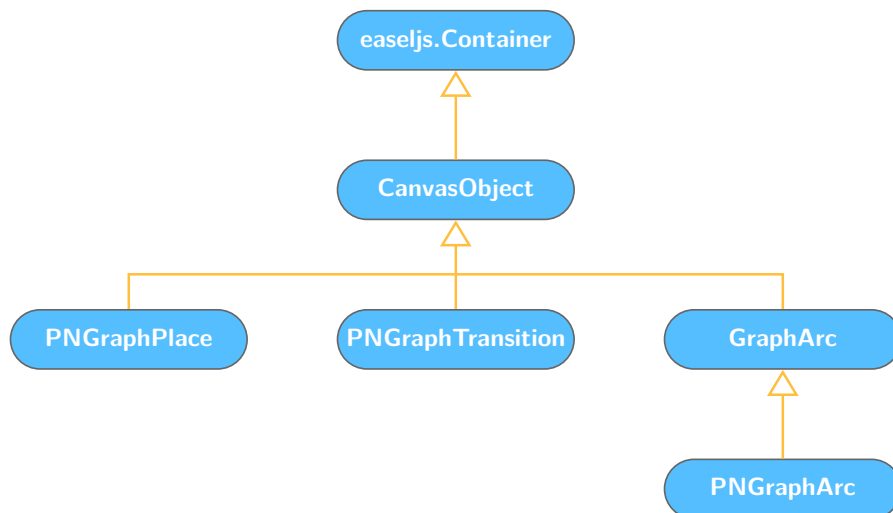 easeljs.Container
CanvasObject
PNGraphPlace
PNGraphTransition
GraphArc
PNGraphArc